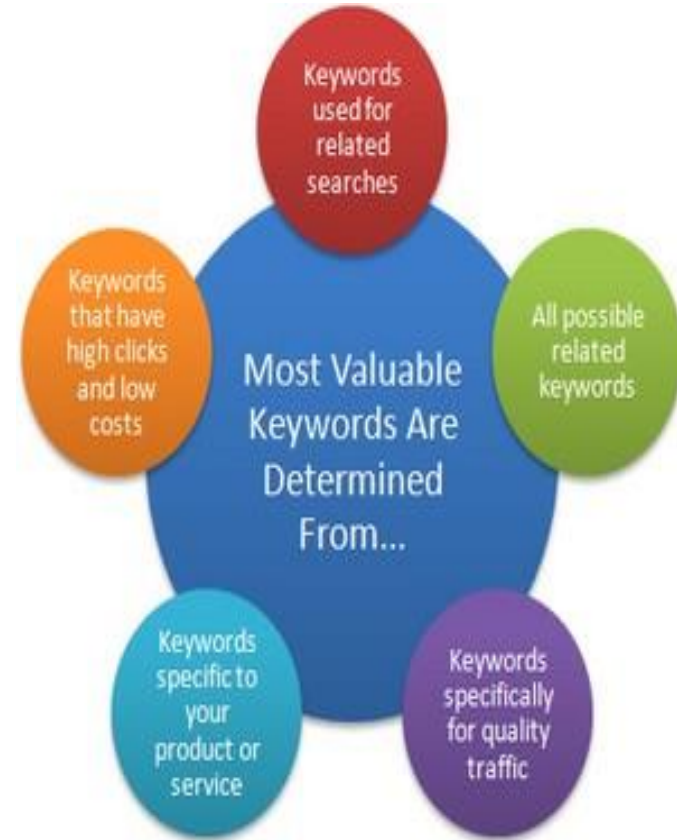 Keywords
used for
related
searches
All possible
related
keywords
Keywords
specifically
for quality
traffic
Keywords
specific to
your
product or
service
Keywords
that have
high clicks
and low
costs
Most Valuable
Keywords Are
Determined
From...